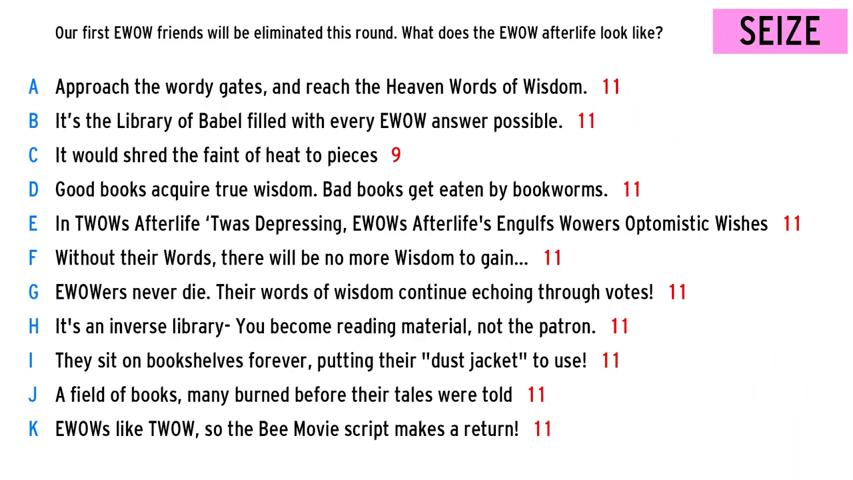 Our first EWOW friends will be eliminated this round. What does the EWOW afterlife look like?
SEIZE
A Approach the wordy gates, and reach the Heaven Words of Wisdom. 11
B It's the Library of Babel filled with every EWOW answer possible. 11
C It would shred the faint of heat to pieces 9
D Good books acquire true wisdom. Bad books get eaten by bookworms. 11
E In TWOWs Afterlife ‘Twas Depressing, EWOWs Afterlife's Engulfs Wowers Optomistic Wishes 11
F Without their Words, there will be no more Wisdom to gain... 11
G EWOWers never die. Their words of wisdom continue echoing through votes! 11
H It's an inverse library- You become reading material, not the patron. 11
I They sit on bookshelves forever, putting their "dust jacket" to use! 11
J A field of books, many burned before their tales were told 11
K EWOWs like TWOW, so the Bee Movie script makes a return! 11